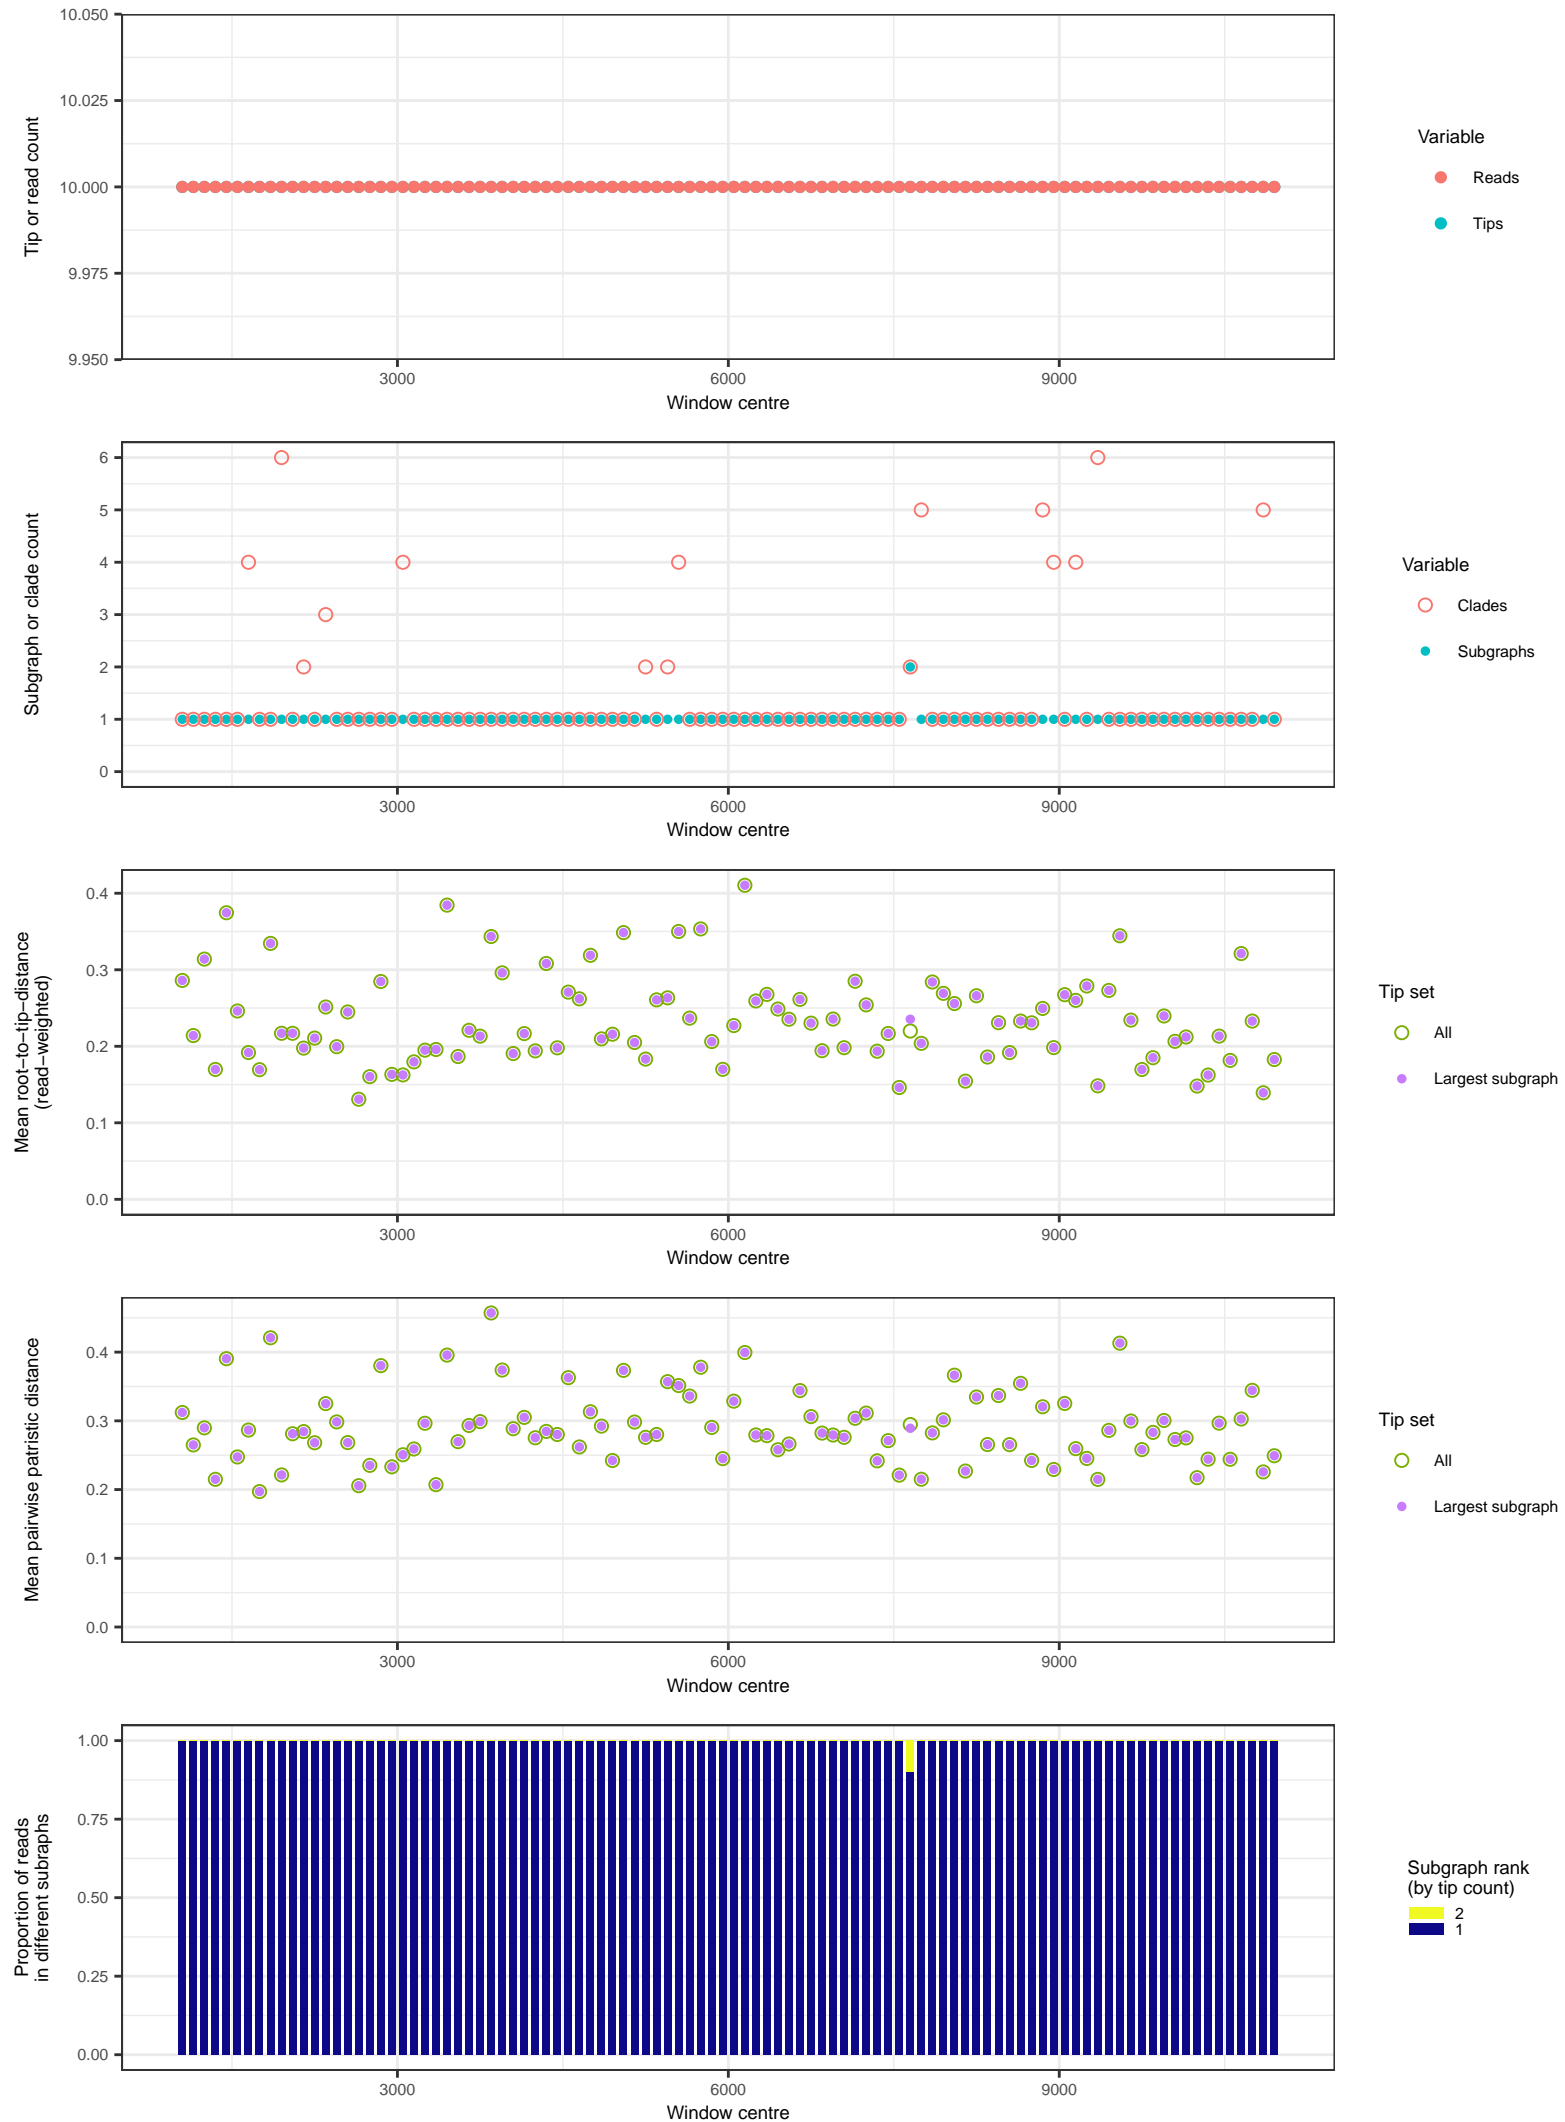 10.050
10.025
10.000
9.975
9.950
Tip or read count
3000 6000 9000
Window centre
Variable
Reads
Tips
6
5
4
3
2
1
0
Subgraph or clade count
3000 6000 9000
Window centre
Variable
Clades
Subgraphs
0.4
0.3
0.2
0.1
0.0
Mean root−to−tip−distance
(read−weighted)
3000 6000 9000
Window centre
Tip set
All
Largest subgraph
0.4
0.3
0.2
0.1
0.0
Mean pairwise patristic distance
3000 6000 9000
Window centre
Tip set
All
Largest subgraph
1.00
0.75
0.50
0.25
0.00
Proportion of reads
in different subraphs
3000 6000 9000
Window centre
Subgraph rank
(by tip count)
2
1